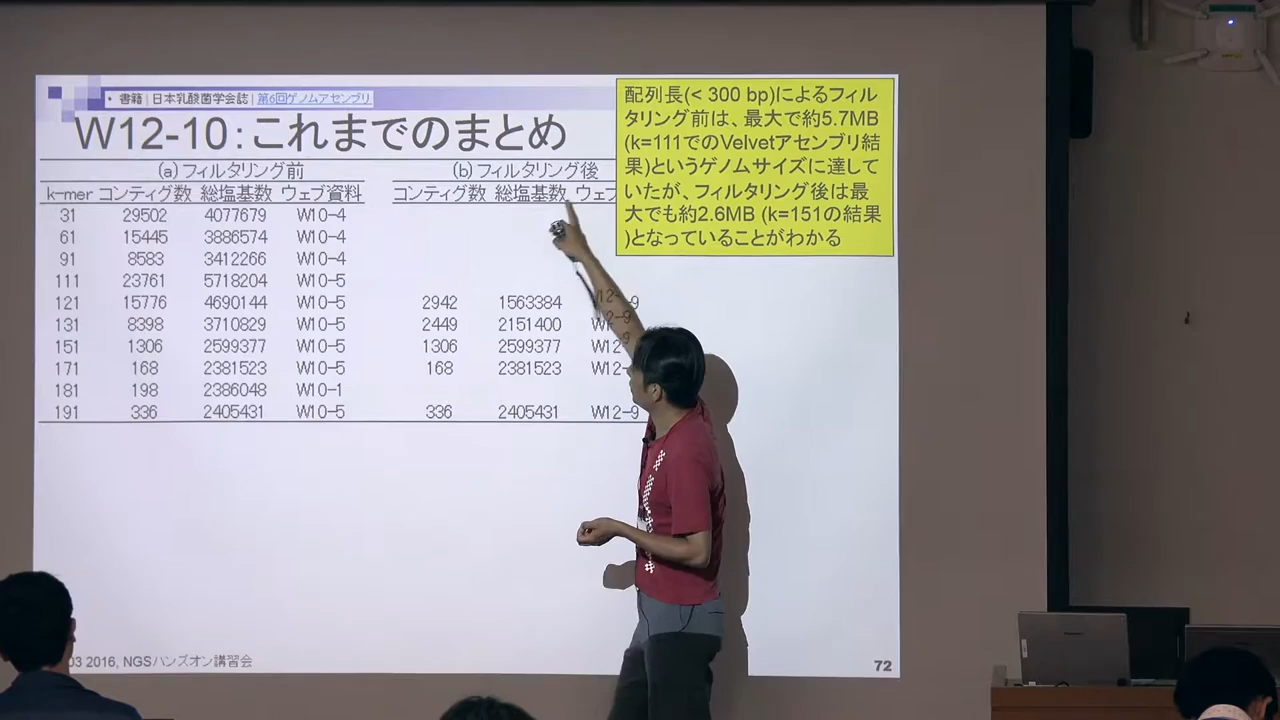 ・書籍 | 日本乳酸菌学会誌 | 第6回ゲノムアセンブリ
W12-10：これまでのまとめ
(a)フィルタリング前 (b)フィルタリング後
k-mer コンティグ数 総塩基数 ウェブ資料 コンティグ数 総塩基数 ウェブ
31 29502 4077679 W10-4
61 15445 3886574 W10-4
91 8583 3412266 W10-4
111 23761 5718204 W10-5
121 15776 4690144 W10-5 2942 1563384
131 8398 3710829 W10-5 2449 2151400
151 1306 2599377 W10-5 1306 2599377 W12
171 168 2381523 W10-5 168 2381523 W12-
181 198 2386048 W10-1
191 336 2405431 W10-5 336 2405431 W12-9
配列長(< 300 bp)によるフィル
タリング前は、最大で約5.7MB
(k=111でのVelvetアセンブリ結
果)というゲノムサイズに達して
いたが、フィルタリング後は最
大でも約2.6MB (k=151の結果
)となっていることがわかる
03 2016, NGSハンズオン講習会
72